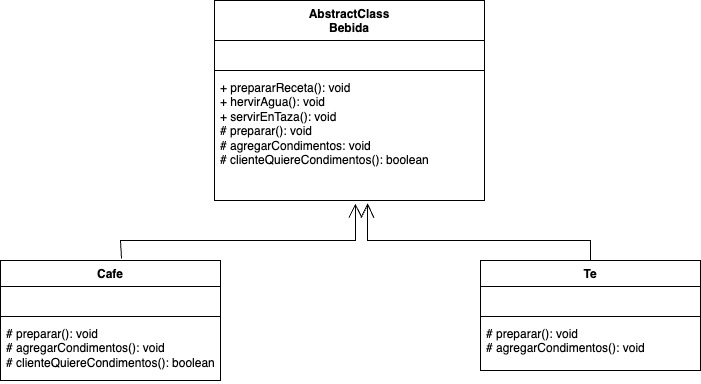 AbstractClass
Bebida
+ prepararReceta(): void
+ hervirAgua(): void
+ servirEnTaza(): void
# preparar(): void
# agregarCondimentos: void
# clienteQuiereCondimentos(): boolean
Cafe
# preparar(): void
# agregarCondimentos(): void
# clienteQuiereCondimentos(): boolean
Te
# preparar(): void
# agregarCondimentos(): void